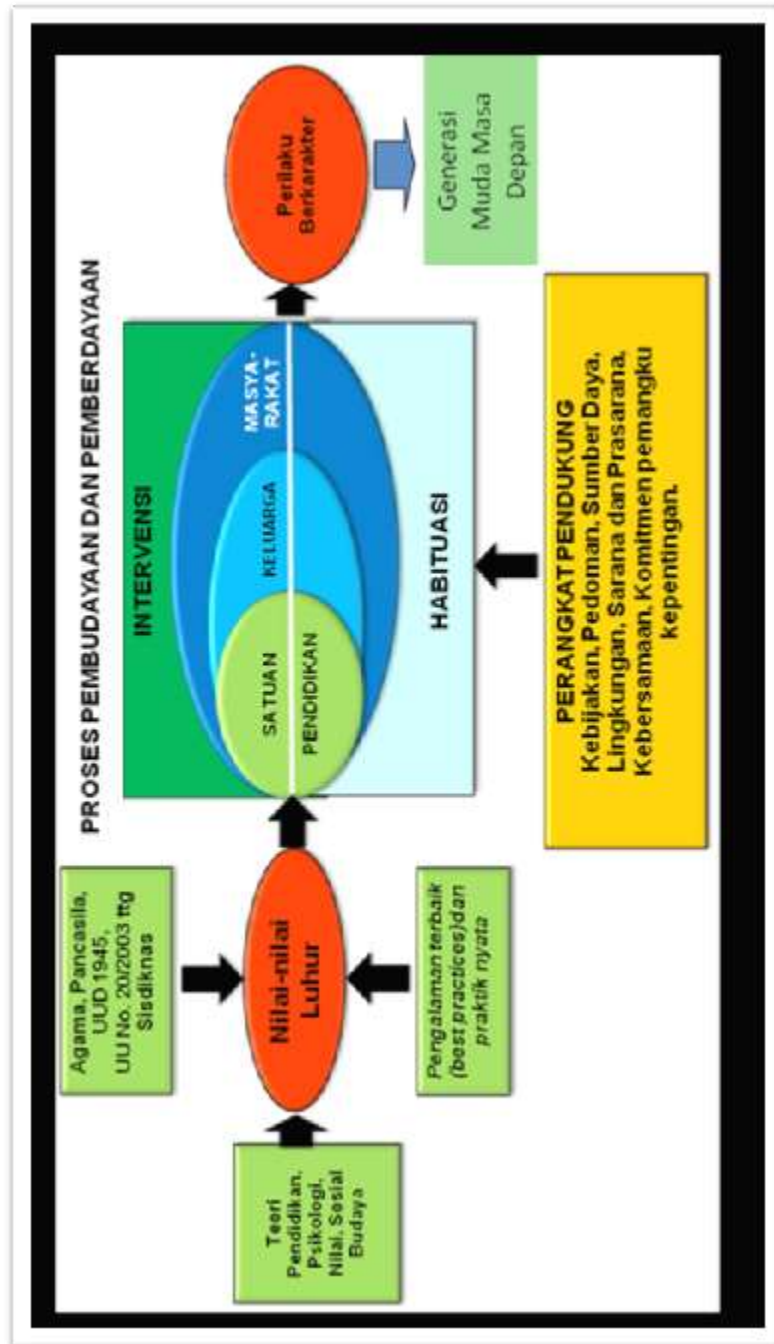 PROSES PEMBUDAYAAN DAN PEMBERDAYAAN
Agama, Pancasila,
UUD 1945,
UU No. 20/2003 ttg
Sisdiknas
Teori
Pendidikan,
Psikologi,
Nilai, Sosial
Budaya
Nilai-nilai
Luhur
Pengalaman terbaik
(best practices)dan
praktik nyata
INTERVENSI
SATUAN
PENDIDIKAN
KELUARGA
MASYA-
RAKAT
HABITUASI
Perilaku
Berkarakter
Generasi
Muda Masa
Depan
PERANGKAT PENDUKUNG
Kebijakan, Pedoman, Sumber Daya,
Lingkungan, Sarana dan Prasarana,
Kebersamaan, Komitmen pemangku
kepentingan.